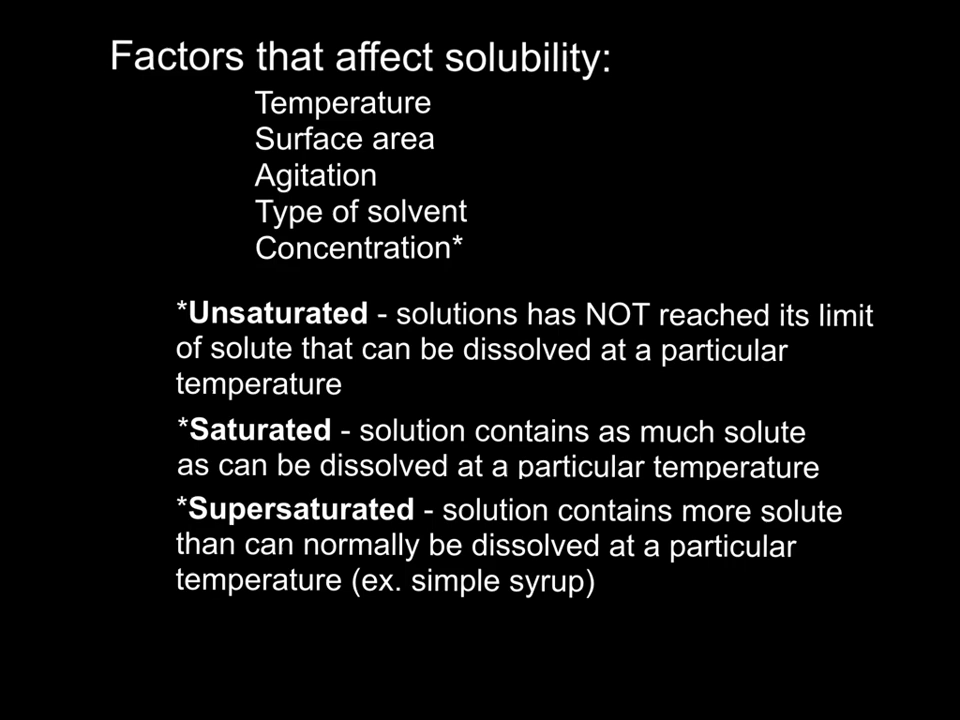 Factors that affect solubility:
Temperature
Surface area
Agitation
Type of solvent
Concentration*
*Unsaturated - solutions has NOT reached its limit
of solute that can be dissolved at a particular
temperature
*Saturated - solution contains as much solute
as can be dissolved at a particular temperature
*Supersaturated - solution contains more solute
than can normally be dissolved at a particular
temperature (ex. simple syrup)